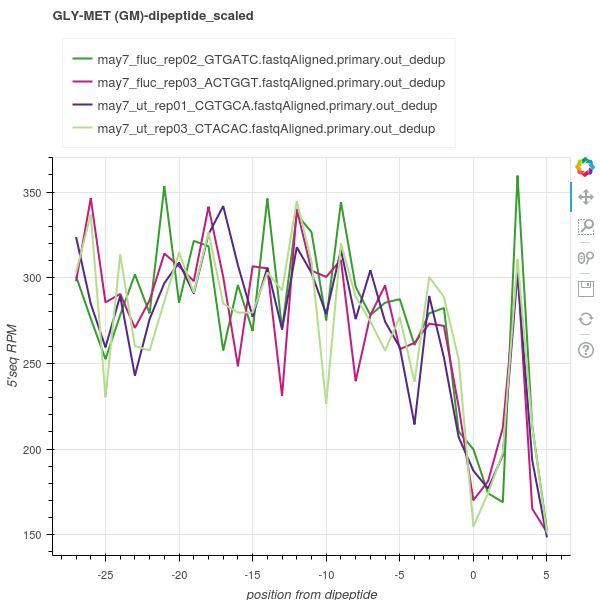 GLY-MET (GM)-dipeptide_scaled
may7_fluc_rep02_GTGATC.fastqAligned.primary.out_dedup
may7_fluc_rep03_ACTGGT.fastqAligned.primary.out_dedup
may7_ut_rep01_CGTGCA.fastqAligned.primary.out_dedup
may7_ut_rep03_CTACAC.fastqAligned.primary.out_dedup
350
300
250
200
150
5'seq RPM
-25 -20 -15 -10 -5 0 5
position from dipeptide